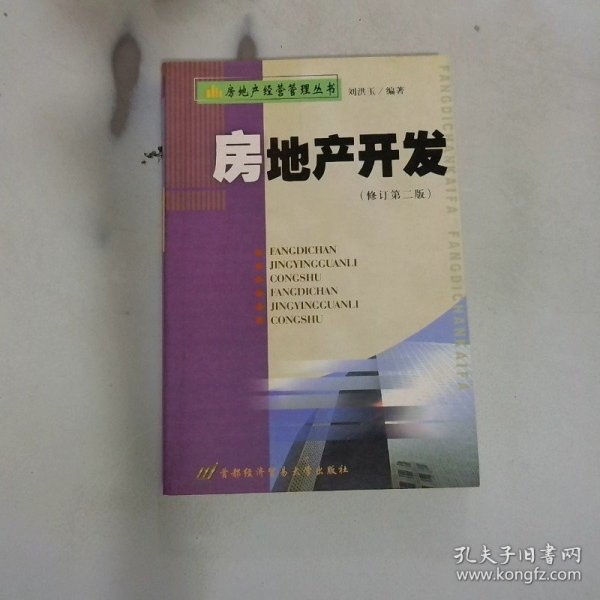 房地产经营管理丛书 刘洪玉/编著
房地产开发
(修订第二版)
FANGDICHAN
JINGYINGGUANLI
CONGSHU
FANGDICHAN
JINGYINGGUANLI
CONGSHU
FANGDICHANKAIFA FANGDICHANKAIFA
首都经济贸易大学出版社
孔夫子旧书网
www.kongfz.com